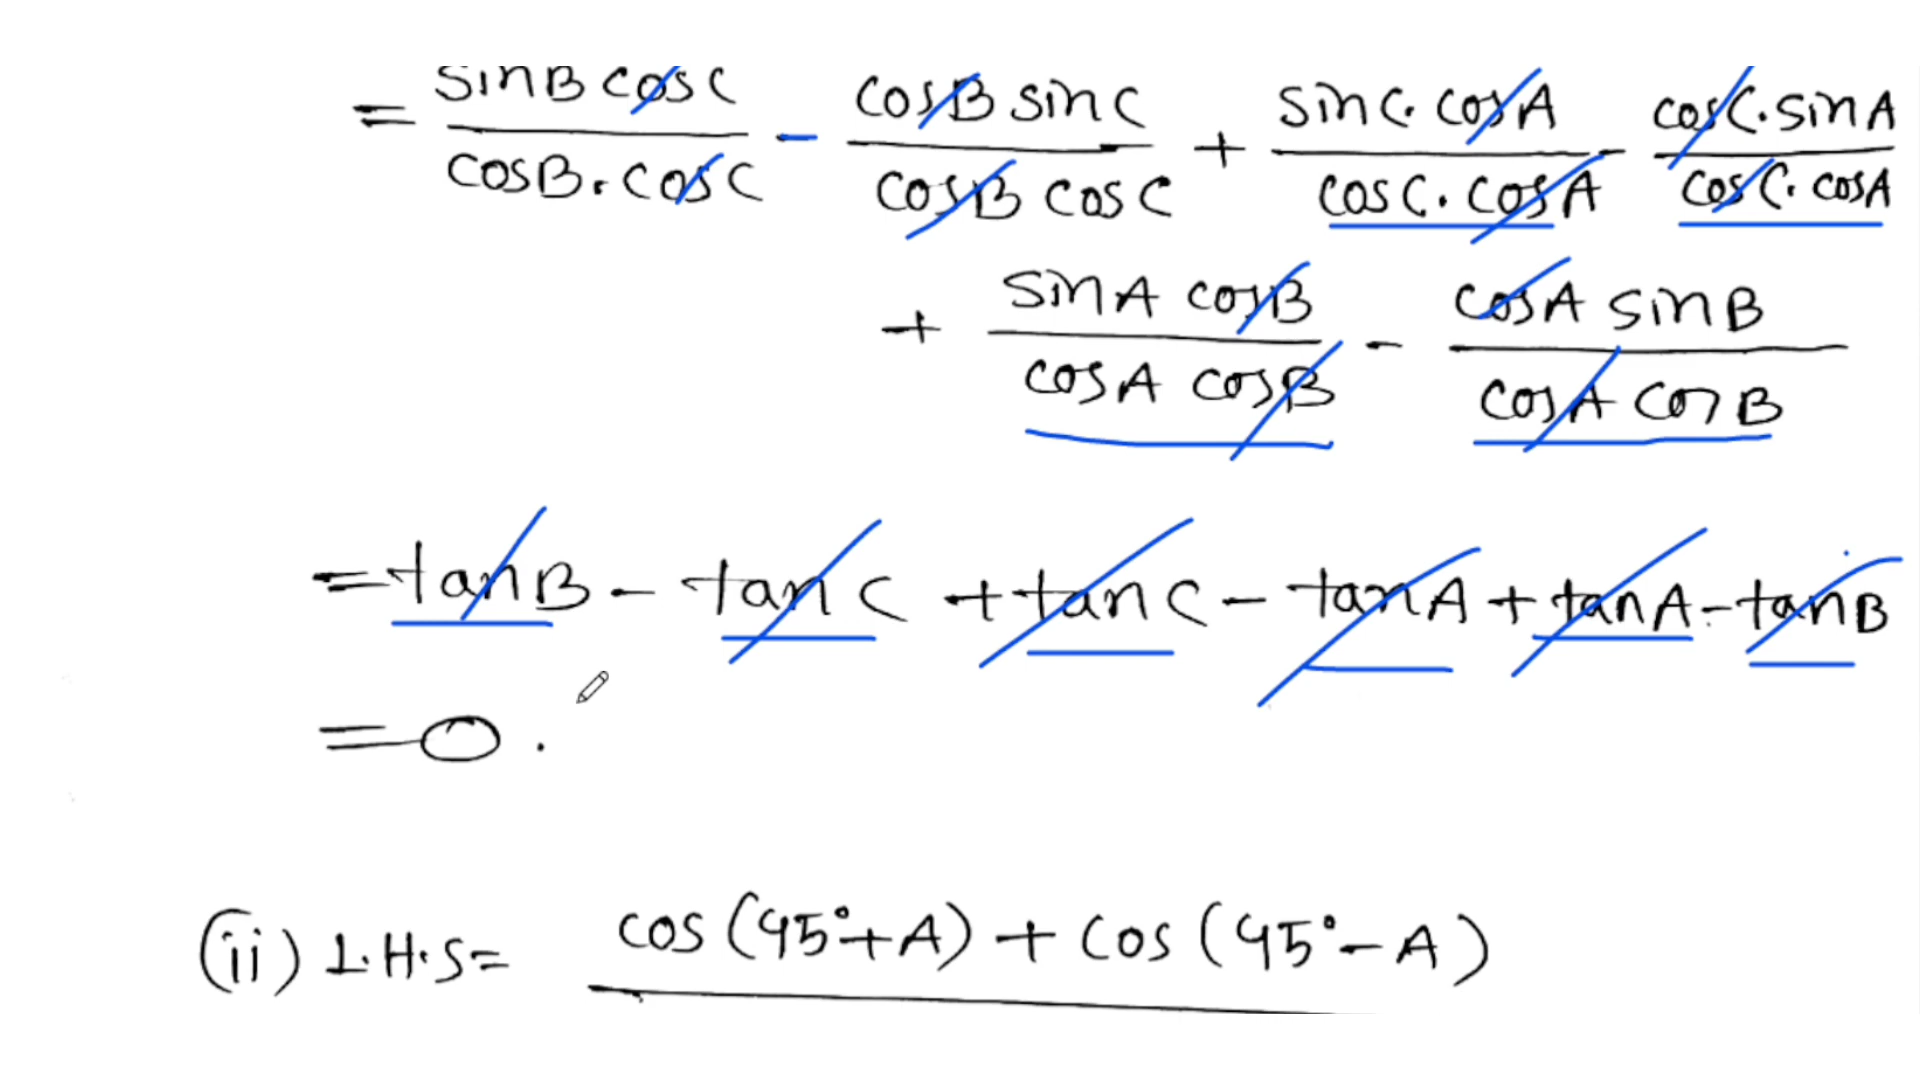 = sinB cosC / cosB.cosC - cosB sinC / cosB cosC + sinC.cosA / cosC.cosA - cosC.sinA / cosC.cosA
+ sinA cosB / cosA cosB - cosA sinB / cosA cosB
= tanB - tanC + tanC - tanA + tanA - tanB
= 0.
(ii) L.H.S = cos(45°+A) + cos(45°-A)